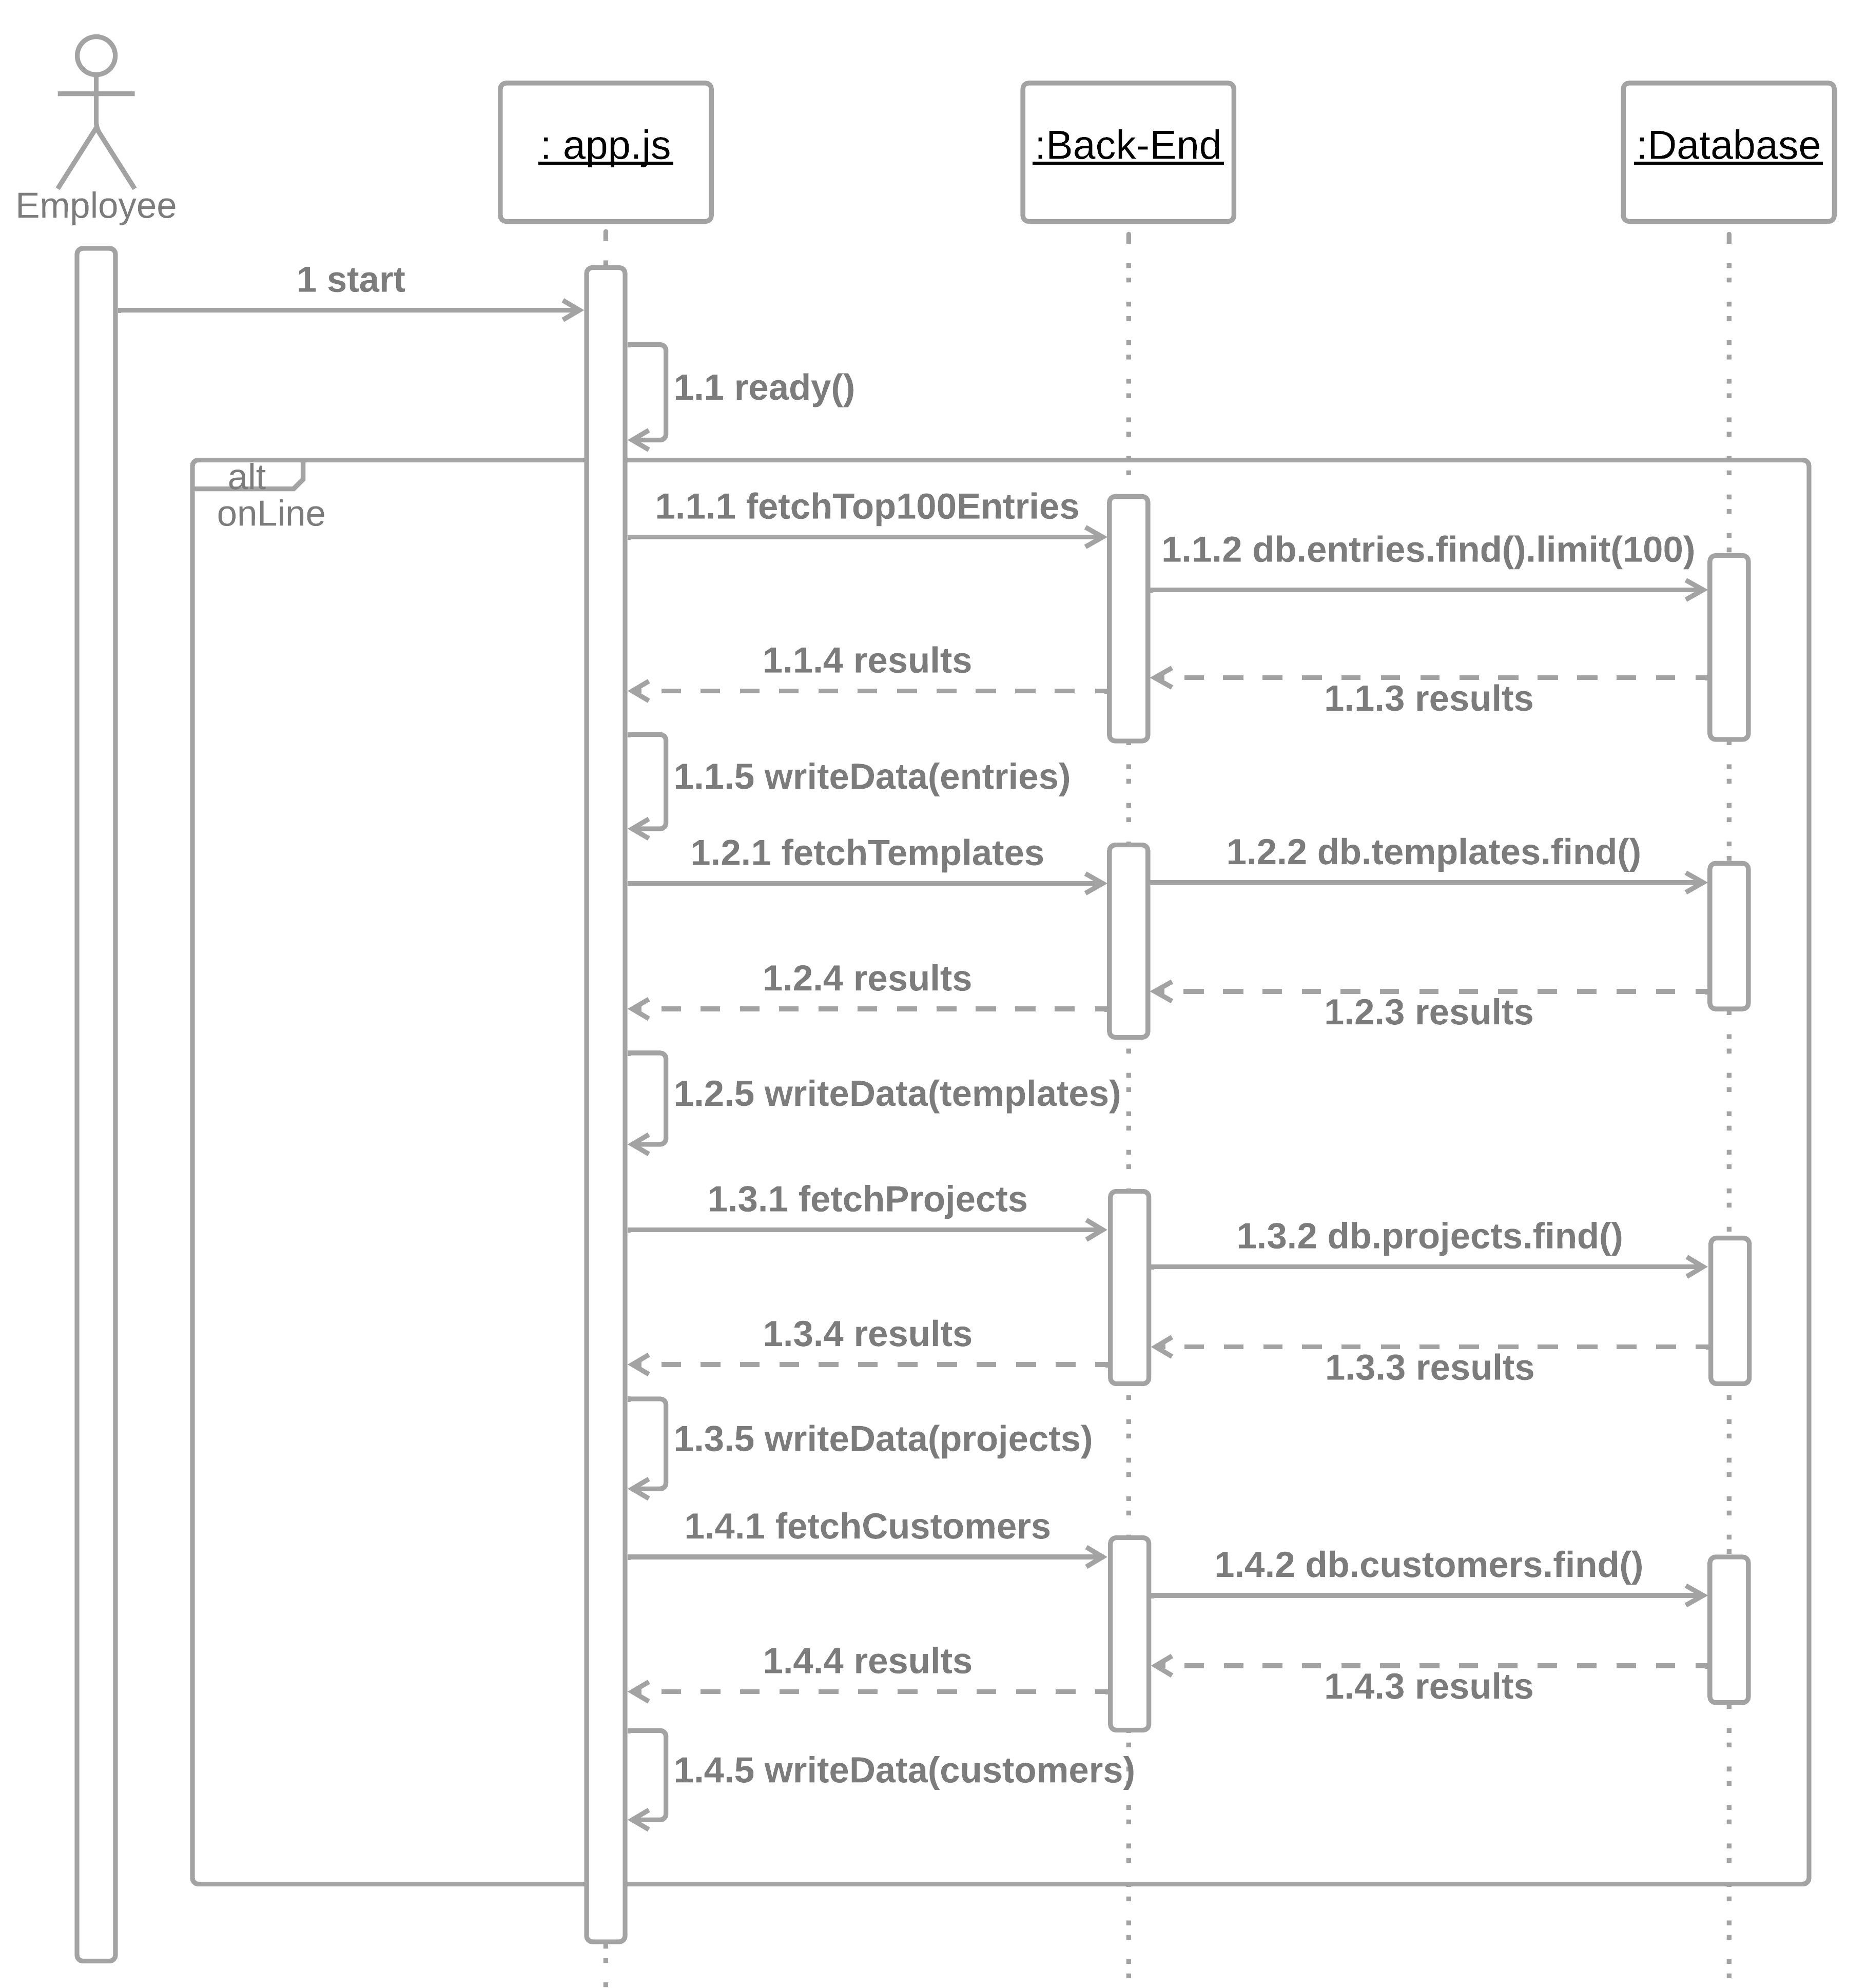 Employee
: app.js
:Back-End
:Database
1 start
1.1 ready()
alt
onLine
1.1.1 fetchTop100Entries
1.1.2 db.entries.find().limit(100)
1.1.4 results
1.1.3 results
1.1.5 writeData(entries)
1.2.1 fetchTemplates
1.2.2 db.templates.find()
1.2.4 results
1.2.3 results
1.2.5 writeData(templates)
1.3.1 fetchProjects
1.3.2 db.projects.find()
1.3.4 results
1.3.3 results
1.3.5 writeData(projects)
1.4.1 fetchCustomers
1.4.2 db.customers.find()
1.4.4 results
1.4.3 results
1.4.5 writeData(customers)